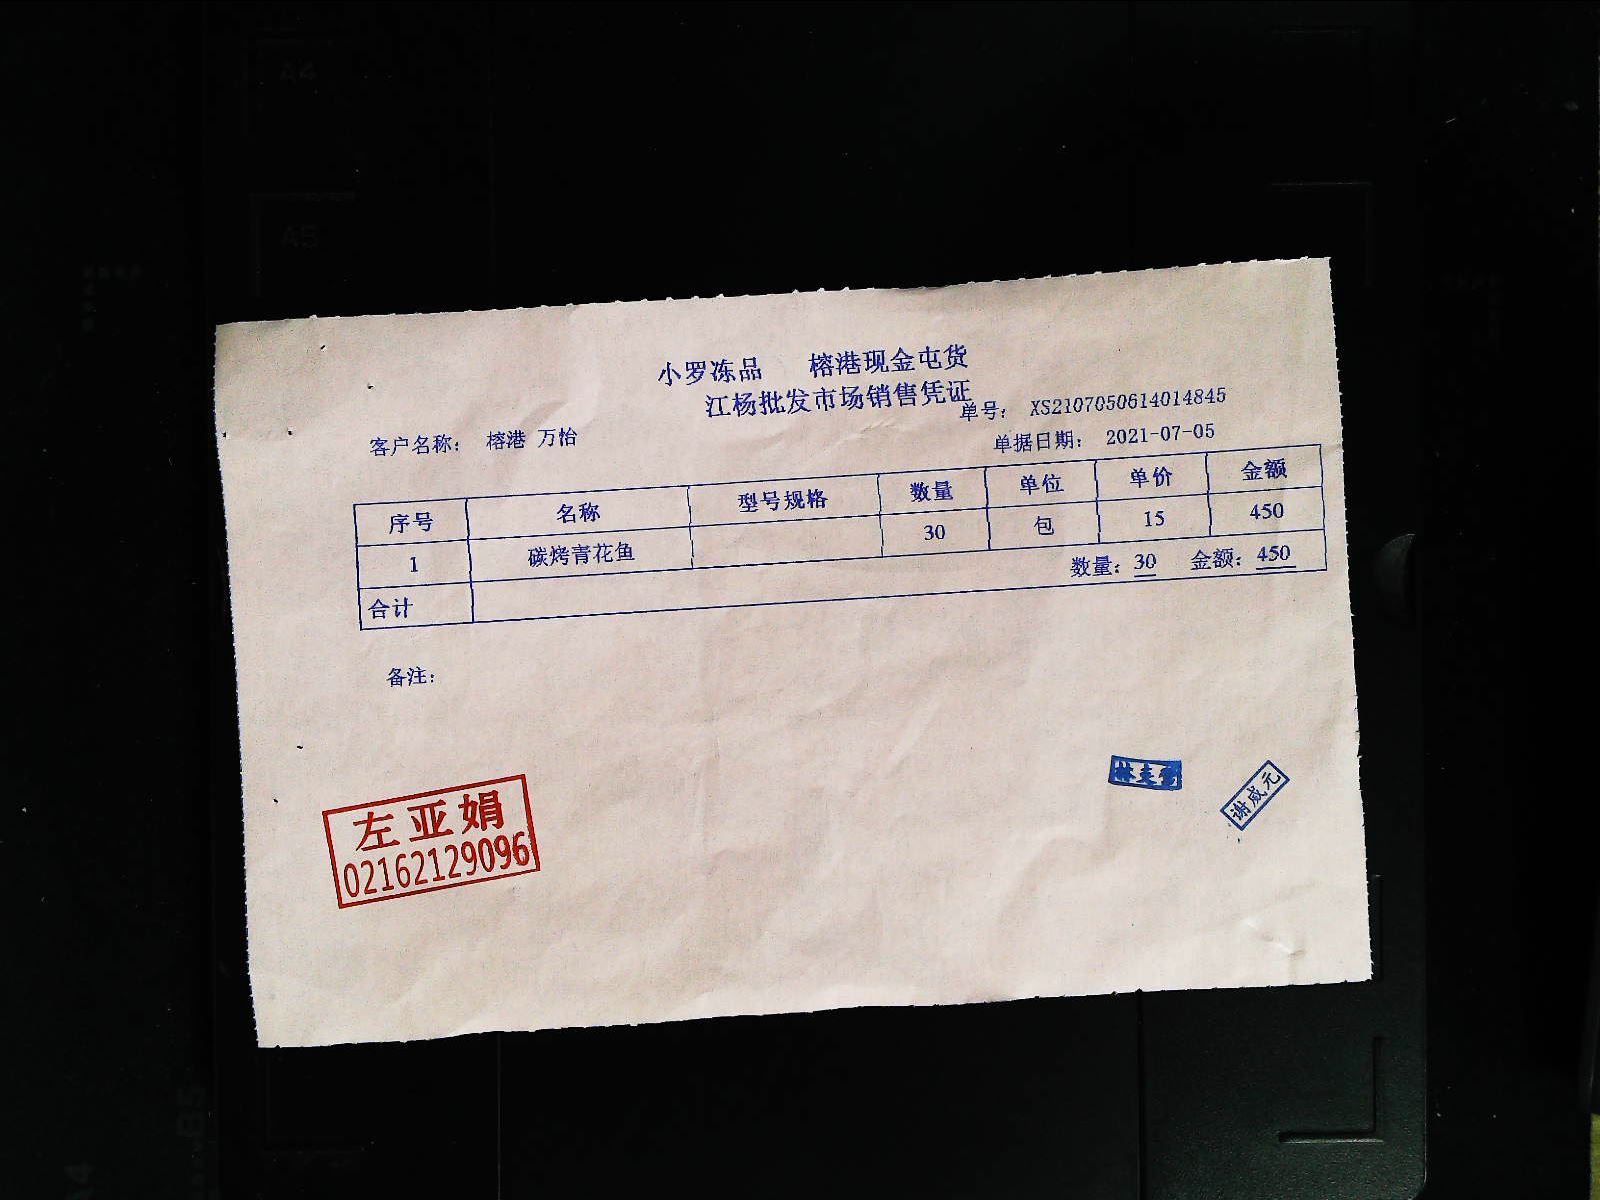 小罗冻品 榕港现金屯货
江杨批发市场销售凭证
单号： XS2107050614014845
客户名称： 榕港 万怡
单据日期： 2021-07-05
序号 名称 型号规格 数量 单位 单价 金额
1 碳烤青花鱼 30 包 15 450
合计 数量：30 金额：450
备注：
左亚娟
02162129096
谢咸元
A4
A5